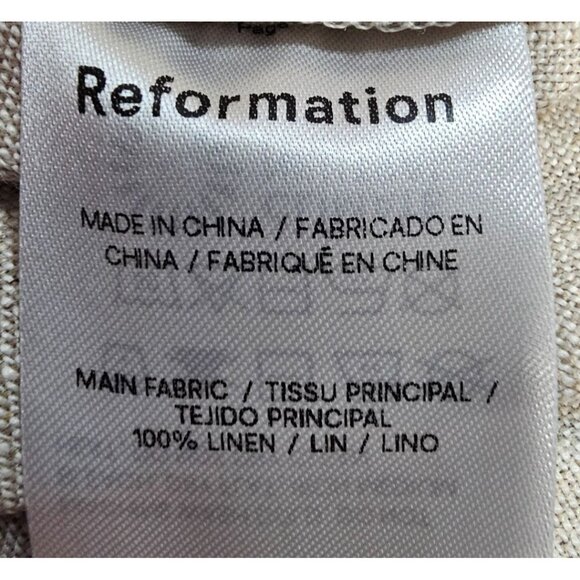 Reformation
MADE IN CHINA / FABRICADO EN
CHINA / FABRIQUÉ EN CHINE
MAIN FABRIC / TISSU PRINCIPAL /
TEJIDO PRINCIPAL
100% LINEN / LIN / LINO